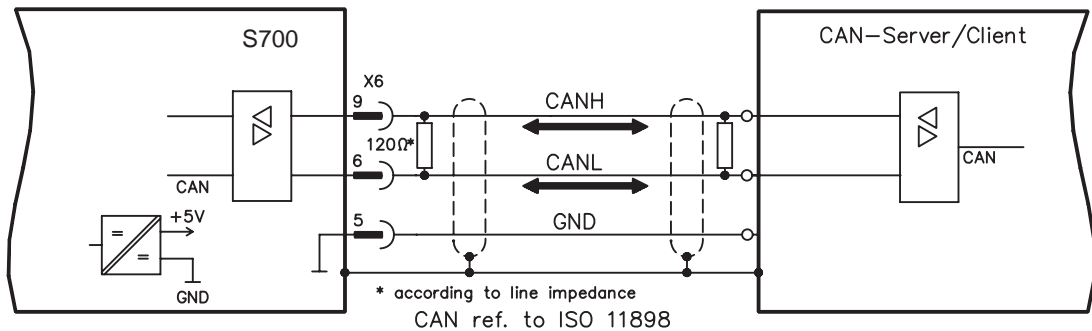 S700
CAN-Server/Client
X6
9
CANH
120Ω*
6
CANL
CAN
CAN
5
GND
+5V
=
=
GND
* according to line impedance
CAN ref. to ISO 11898